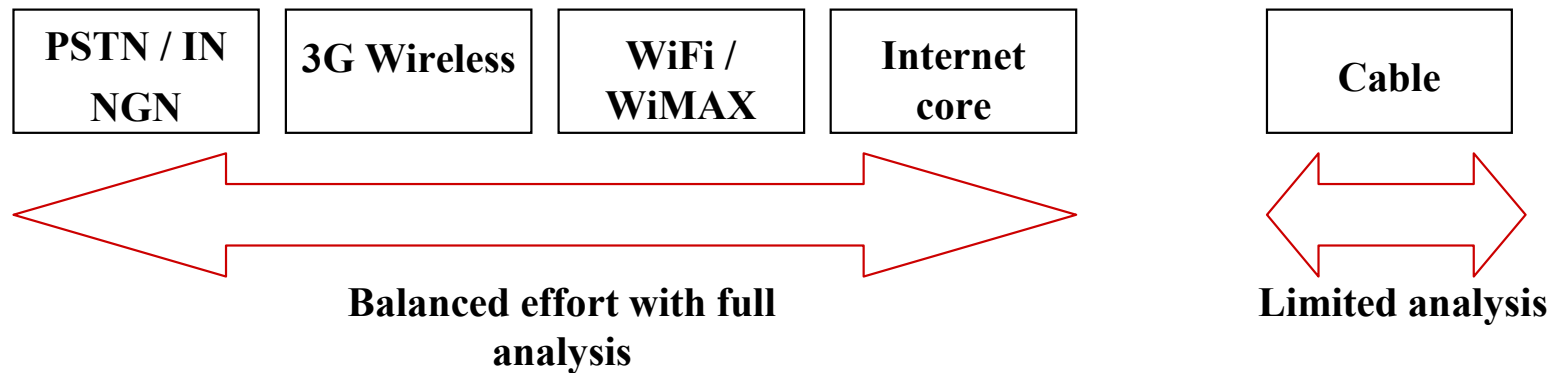 PSTN / IN
NGN
3G Wireless
WiFi /
WiMAX
Internet
core
Cable
Balanced effort with full
analysis
Limited analysis